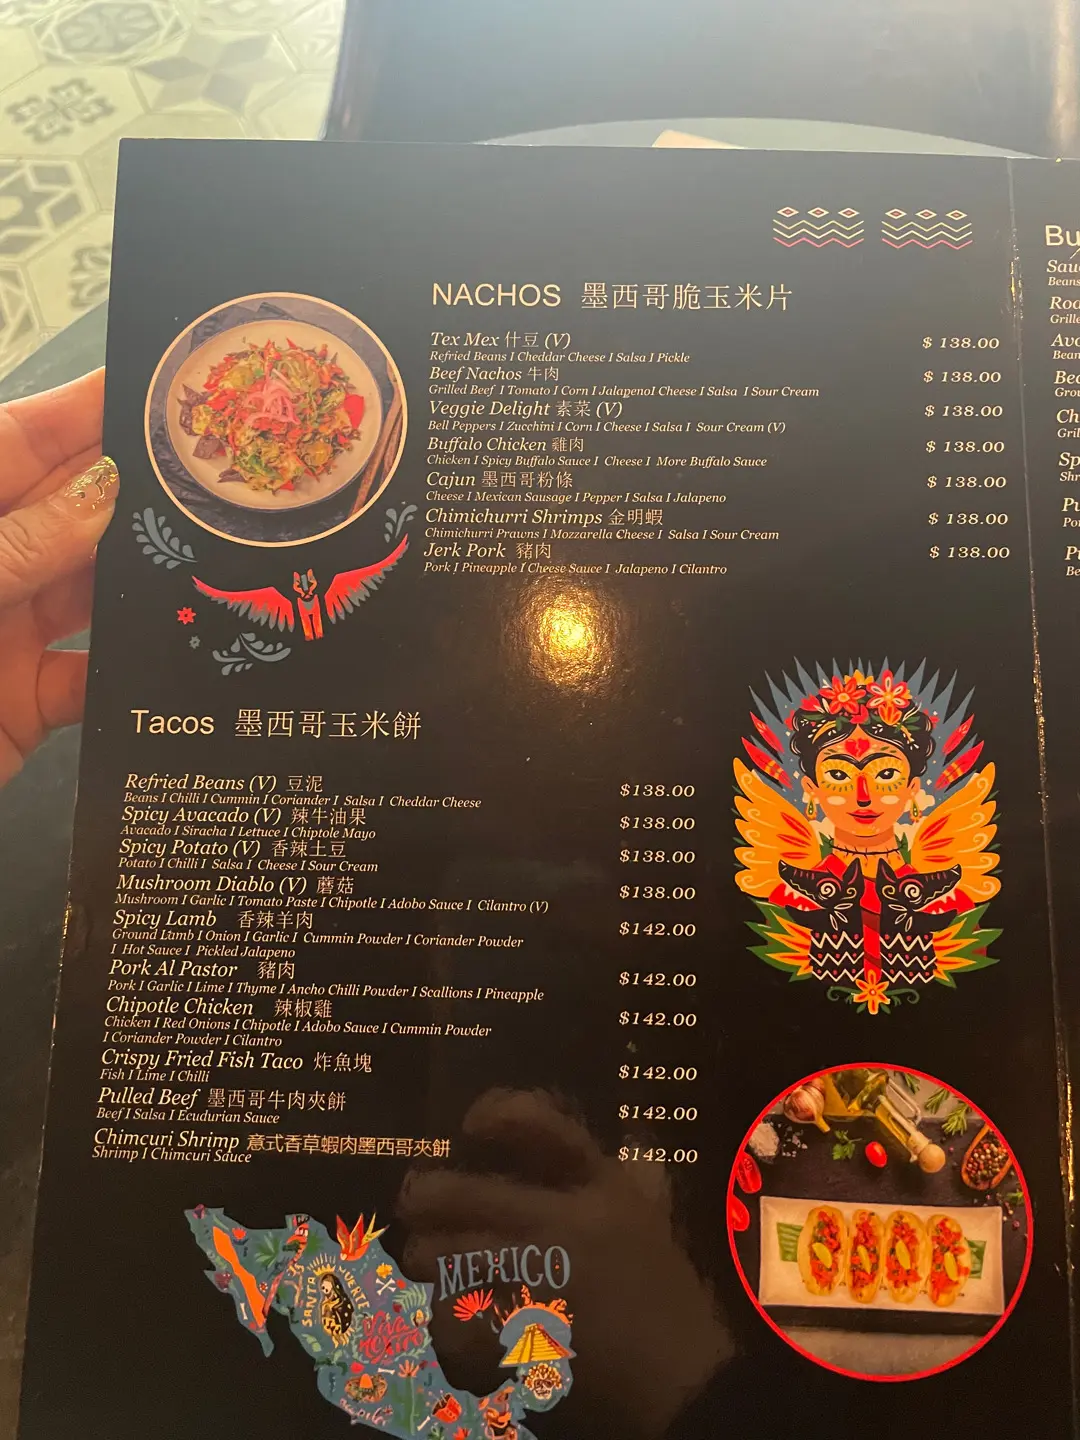 NACHOS 墨西哥脆玉米片
Tex Mex 什豆 (V) $ 138.00
Refried Beans I Cheddar Cheese I Salsa I Pickle
Beef Nachos 牛肉 $ 138.00
Grilled Beef I Tomato I Corn I JalapenoI Cheese I Salsa I Sour Cream
Veggie Delight 素菜 (V) $ 138.00
Bell Peppers I Zucchini I Corn I Cheese I Salsa I Sour Cream (V)
Buffalo Chicken 雞肉 $ 138.00
Chicken I Spicy Buffalo Sauce I Cheese I More Buffalo Sauce
Cajun 墨西哥粉條 $ 138.00
Cheese I Mexican Sausage I Pepper I Salsa I Jalapeno
Chimichurri Shrimps 金明蝦 $ 138.00
Chimichurri Prawns I Mozzarella Cheese I Salsa I Sour Cream
Jerk Pork 豬肉 $ 138.00
Pork I Pineapple I Cheese Sauce I Jalapeno I Cilantro
Tacos 墨西哥玉米餅
Refried Beans (V) 豆泥 $138.00
Beans I Chilli I Cummin I Coriander I Salsa I Cheddar Cheese
Spicy Avacado (V) 辣牛油果 $138.00
Avacado I Siracha I Lettuce I Chiptole Mayo
Spicy Potato (V) 香辣土豆 $138.00
Potato I Chilli I Salsa I Cheese I Sour Cream
Mushroom Diablo (V) 蘑菇 $138.00
Mushroom I Garlic I Tomato Paste I Chipotle I Adobo Sauce I Cilantro (V)
Spicy Lamb 香辣羊肉 $142.00
Ground Lamb I Onion I Garlic I Cummin Powder I Coriander Powder
I Hot Sauce I Pickled Jalapeno
Pork Al Pastor 豬肉 $142.00
Pork I Garlic I Lime I Thyme I Ancho Chilli Powder I Scallions I Pineapple
Chipotle Chicken 辣椒雞 $142.00
Chicken I Red Onions I Chipotle I Adobo Sauce I Cummin Powder
I Coriander Powder I Cilantro
Crispy Fried Fish Taco 炸魚塊 $142.00
Fish I Lime I Chilli
Pulled Beef 墨西哥牛肉夾餅 $142.00
Beef I Salsa I Ecudurian Sauce
Chimcuri Shrimp 意式香草蝦肉墨西哥夾餅 $142.00
Shrimp I Chimcuri Sauce
MEXICO
SANTA
MUERTE
Viva
Mexico
Bu
Beans
Grille
Bean
Ch
Sp